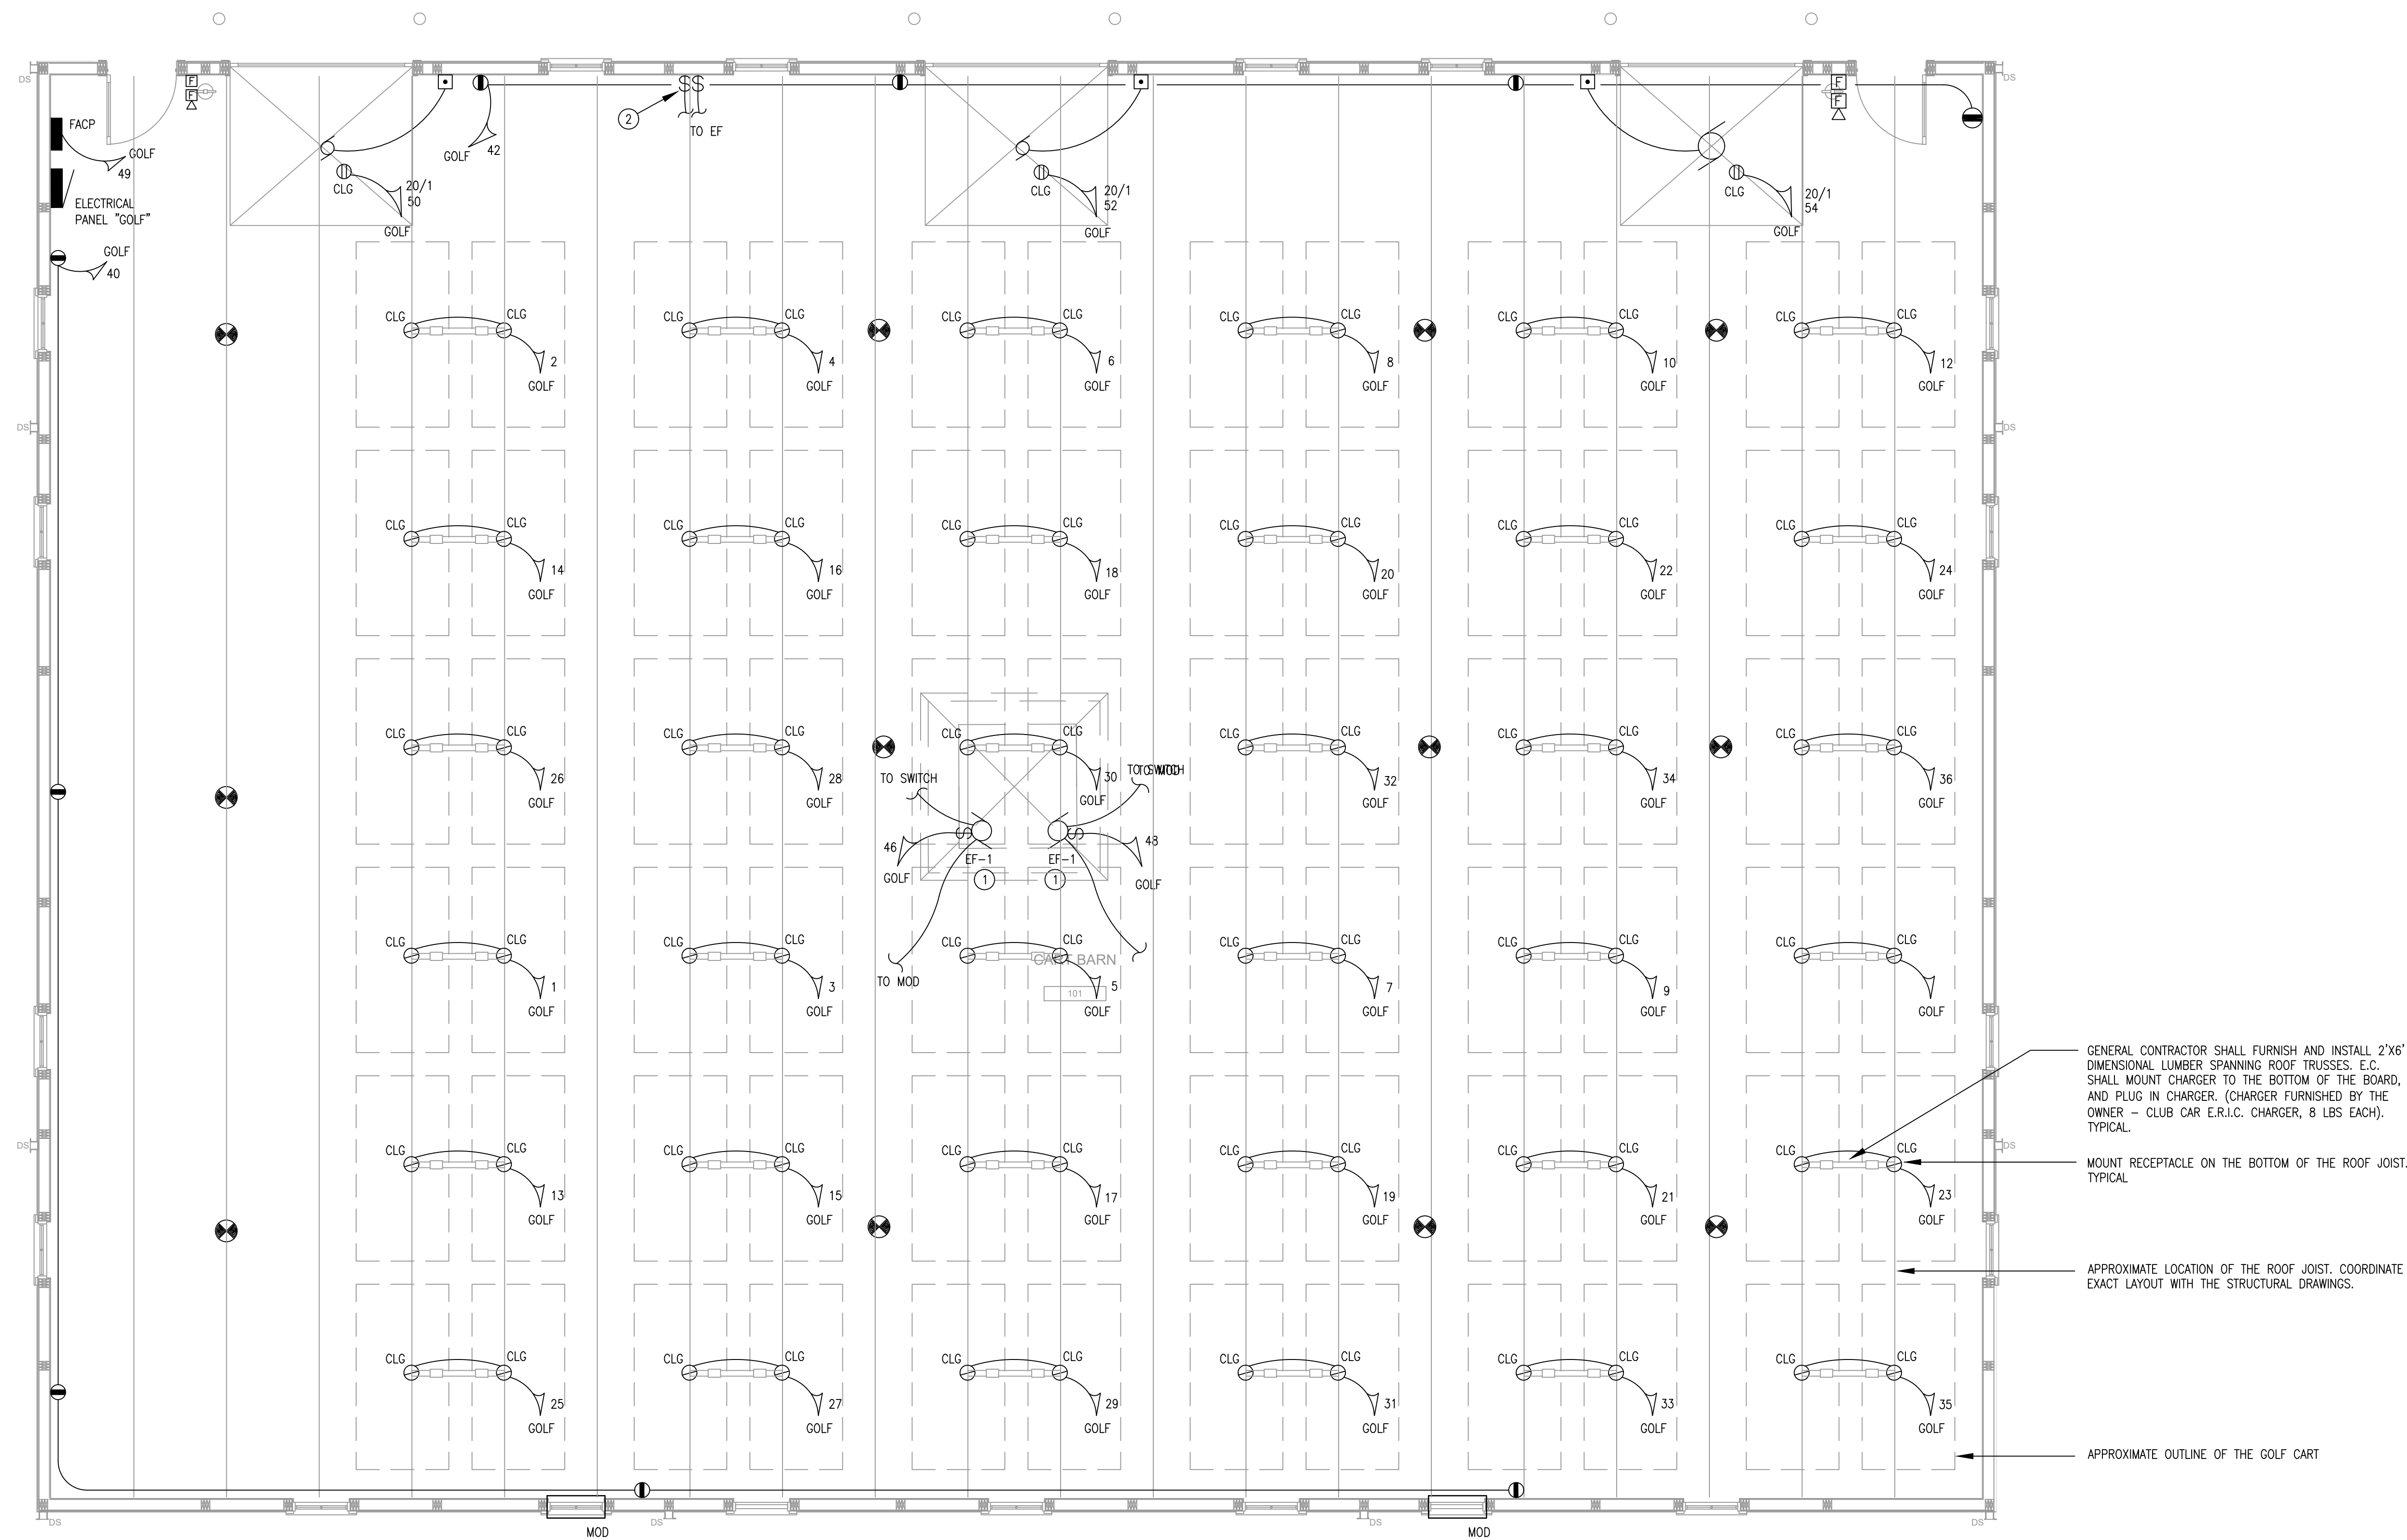 DS
DS
F
F
F
F
FACP
GOLF
49
ELECTRICAL
PANEL "GOLF"
GOLF
40
GOLF
42
2
$$
TO EF
CLG
20/1
50
GOLF
CLG
20/1
52
GOLF
CLG
20/1
54
GOLF
CLG CLG CLG CLG CLG CLG CLG CLG CLG CLG CLG CLG
2 4 6 8 10 12
GOLF GOLF GOLF GOLF GOLF GOLF
DS DS
CLG CLG CLG CLG CLG CLG CLG CLG CLG CLG CLG CLG
14 16 18 20 22 24
GOLF GOLF GOLF GOLF GOLF GOLF
CLG CLG CLG CLG CLG CLG CLG CLG CLG CLG CLG CLG
26 28 30 32 34 36
GOLF GOLF GOLF GOLF GOLF GOLF
TO SWITCH
TO SWITCH
TO MOD
S S
46 48
EF-1 EF-1
GOLF GOLF
1 1
CLG CLG CLG CLG CLG CLG CLG CLG CLG CLG CLG CLG
CART BARN
101
TO MOD
1 3 5 7 9
GOLF GOLF GOLF GOLF GOLF GOLF
GENERAL CONTRACTOR SHALL FURNISH AND INSTALL 2'X6'
DIMENSIONAL LUMBER SPANNING ROOF TRUSSES. E.C.
SHALL MOUNT CHARGER TO THE BOTTOM OF THE BOARD,
AND PLUG IN CHARGER. (CHARGER FURNISHED BY THE
OWNER – CLUB CAR E.R.I.C. CHARGER, 8 LBS EACH).
TYPICAL.
DS DS
CLG CLG CLG CLG CLG CLG CLG CLG CLG CLG CLG CLG
13 15 17 19 21 23
GOLF GOLF GOLF GOLF GOLF GOLF
MOUNT RECEPTACLE ON THE BOTTOM OF THE ROOF JOIST.
TYPICAL
APPROXIMATE LOCATION OF THE ROOF JOIST. COORDINATE
EXACT LAYOUT WITH THE STRUCTURAL DRAWINGS.
CLG CLG CLG CLG CLG CLG CLG CLG CLG CLG CLG CLG
25 27 29 31 33 35
GOLF GOLF GOLF GOLF GOLF GOLF
APPROXIMATE OUTLINE OF THE GOLF CART
DS DS DS DS
MOD MOD